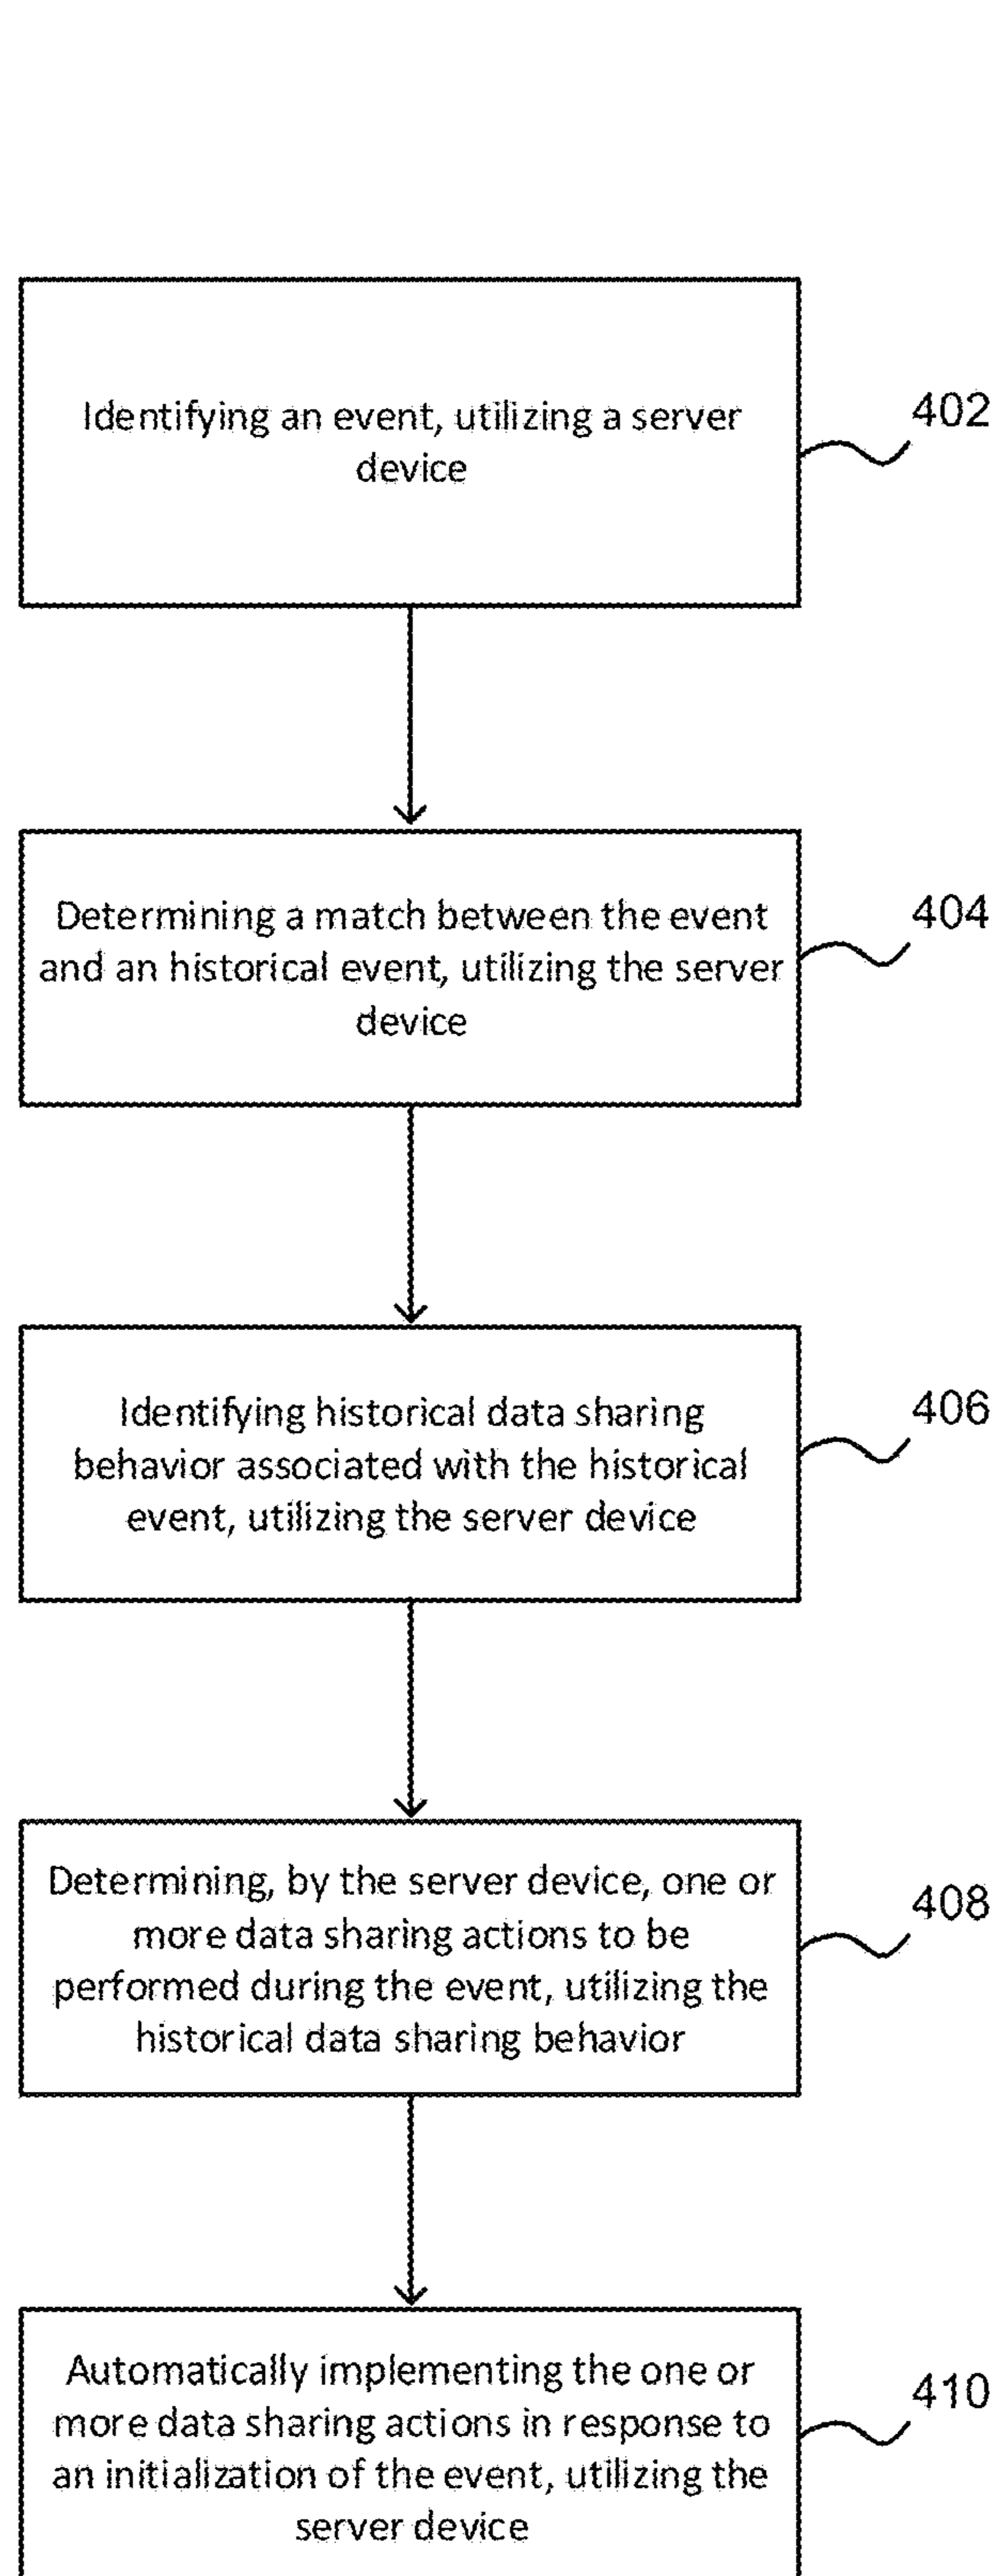 Identifying an event, utilizing a server
device
402
Determining a match between the event
and an historical event, utilizing the server
device
404
Identifying historical data sharing
behavior associated with the historical
event, utilizing the server device
406
Determining, by the server device, one or
more data sharing actions to be
performed during the event, utilizing the
historical data sharing behavior
408
Automatically implementing the one or
more data sharing actions in response to
an initialization of the event, utilizing the
server device
410